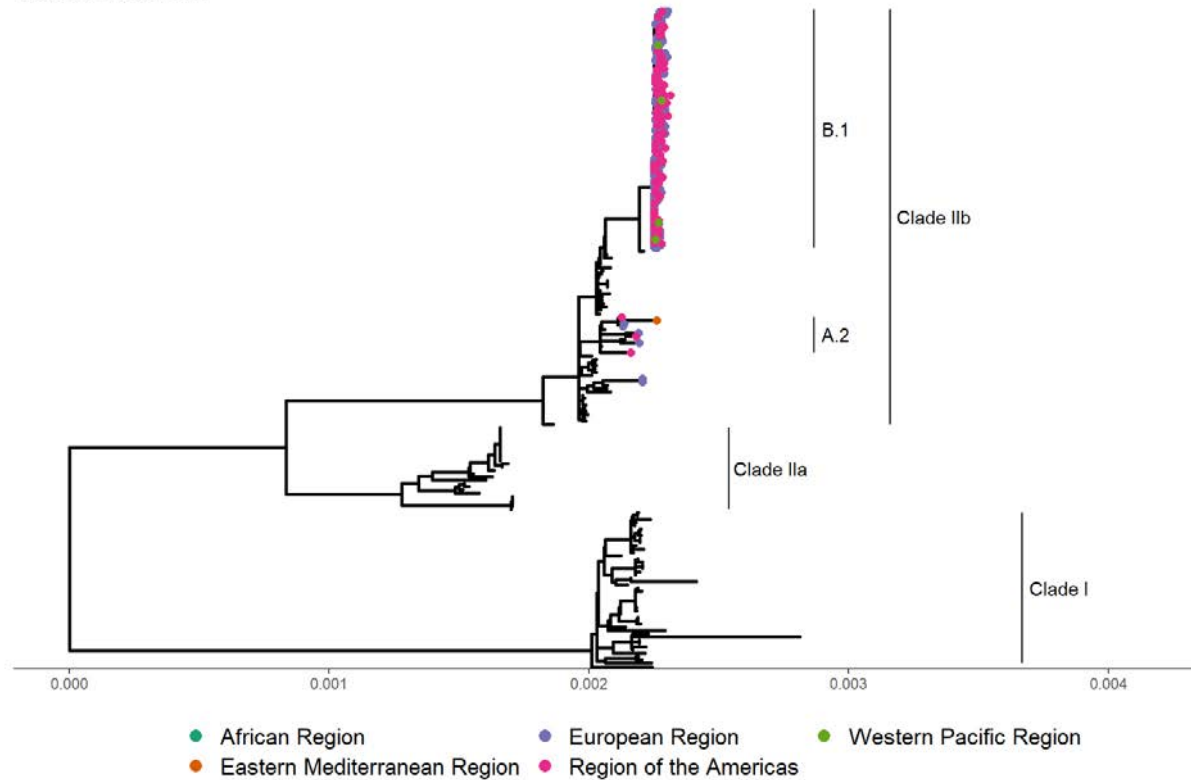 B.1
Clade IIb
A.2
Clade IIa
Clade I
0.000 0.001 0.002 0.003 0.004
African Region European Region Western Pacific Region
Eastern Mediterranean Region Region of the Americas